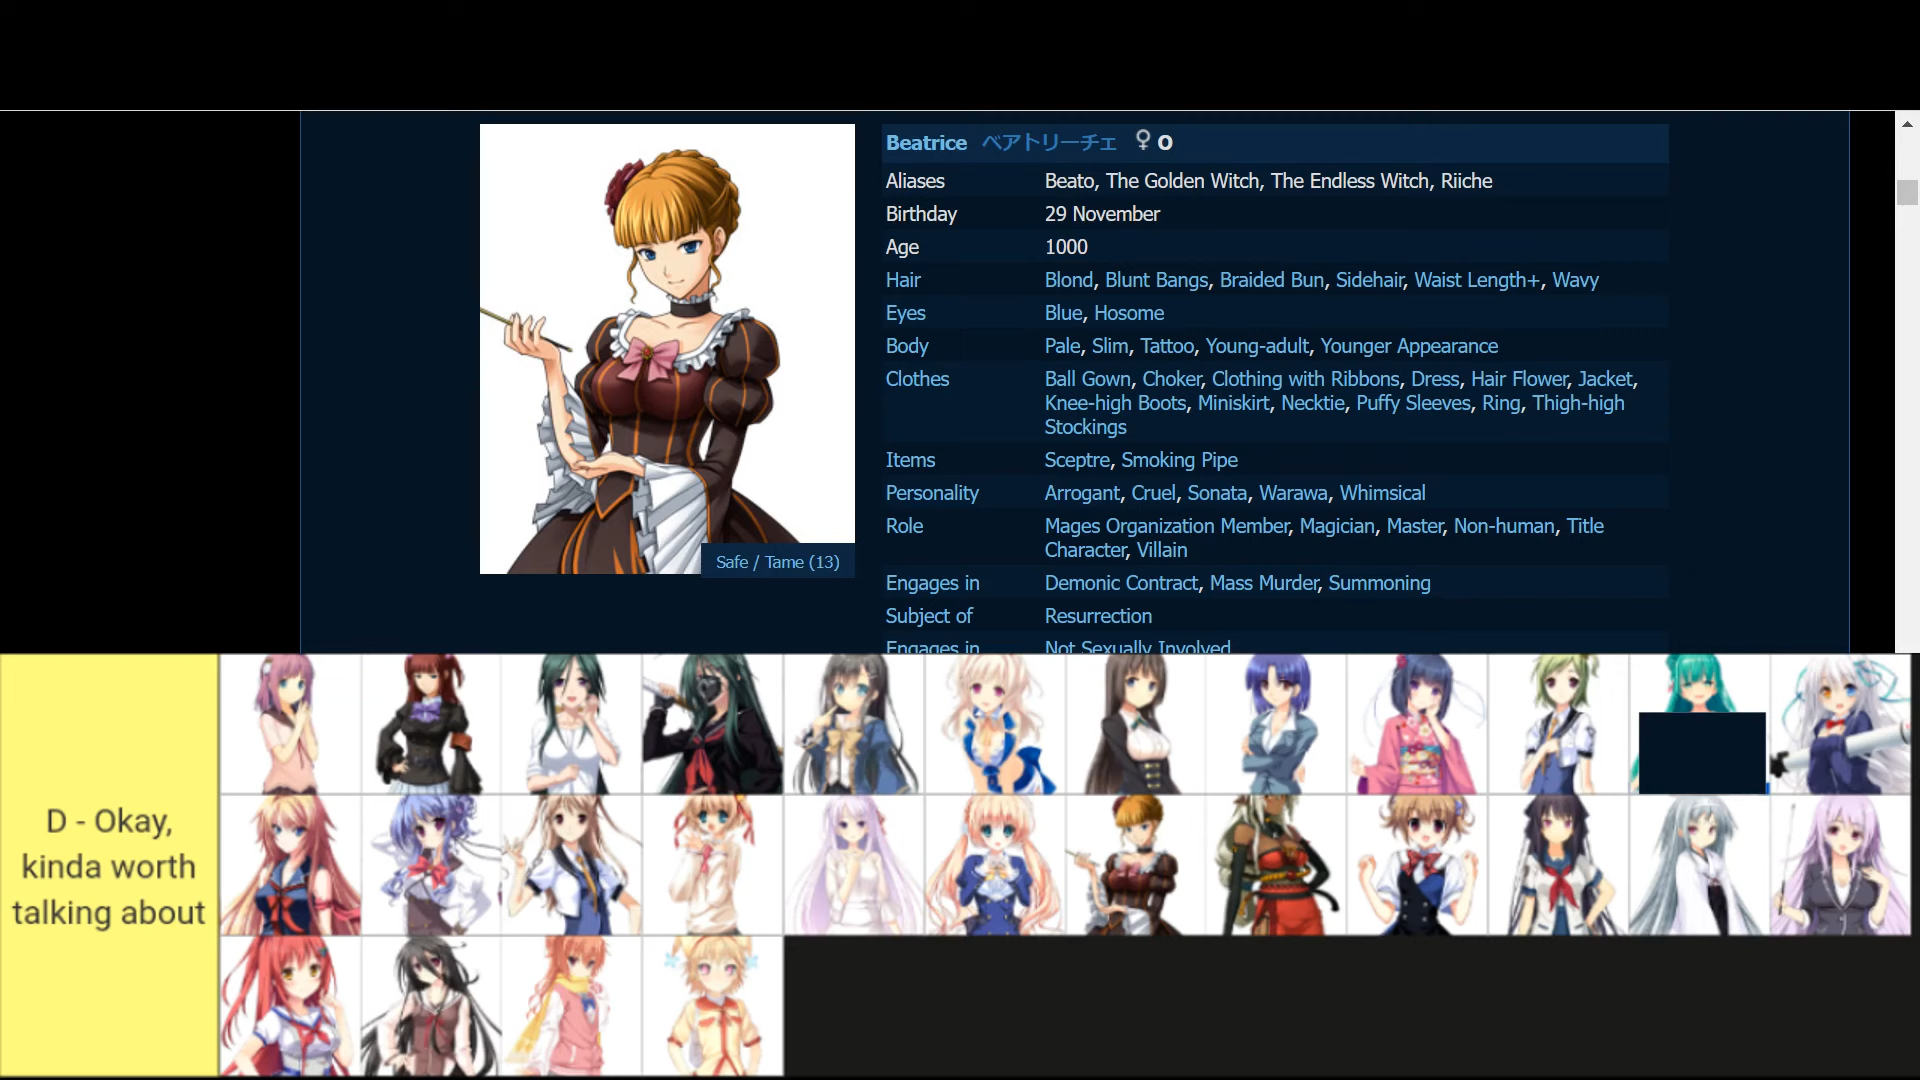 Beatrice ベアトリーチェ ♀ O
Aliases Beato, The Golden Witch, The Endless Witch, Riiche
Birthday 29 November
Age 1000
Hair Blond, Blunt Bangs, Braided Bun, Sidehair, Waist Length+, Wavy
Eyes Blue, Hosome
Body Pale, Slim, Tattoo, Young-adult, Younger Appearance
Clothes Ball Gown, Choker, Clothing with Ribbons, Dress, Hair Flower, Jacket,
Knee-high Boots, Miniskirt, Necktie, Puffy Sleeves, Ring, Thigh-high
Stockings
Items Sceptre, Smoking Pipe
Personality Arrogant, Cruel, Sonata, Warawa, Whimsical
Role Mages Organization Member, Magician, Master, Non-human, Title
Character, Villain
Safe / Tame (13)
Engages in Demonic Contract, Mass Murder, Summoning
Subject of Resurrection
Engages in Not Sexually Involved
D - Okay,
kinda worth
talking about